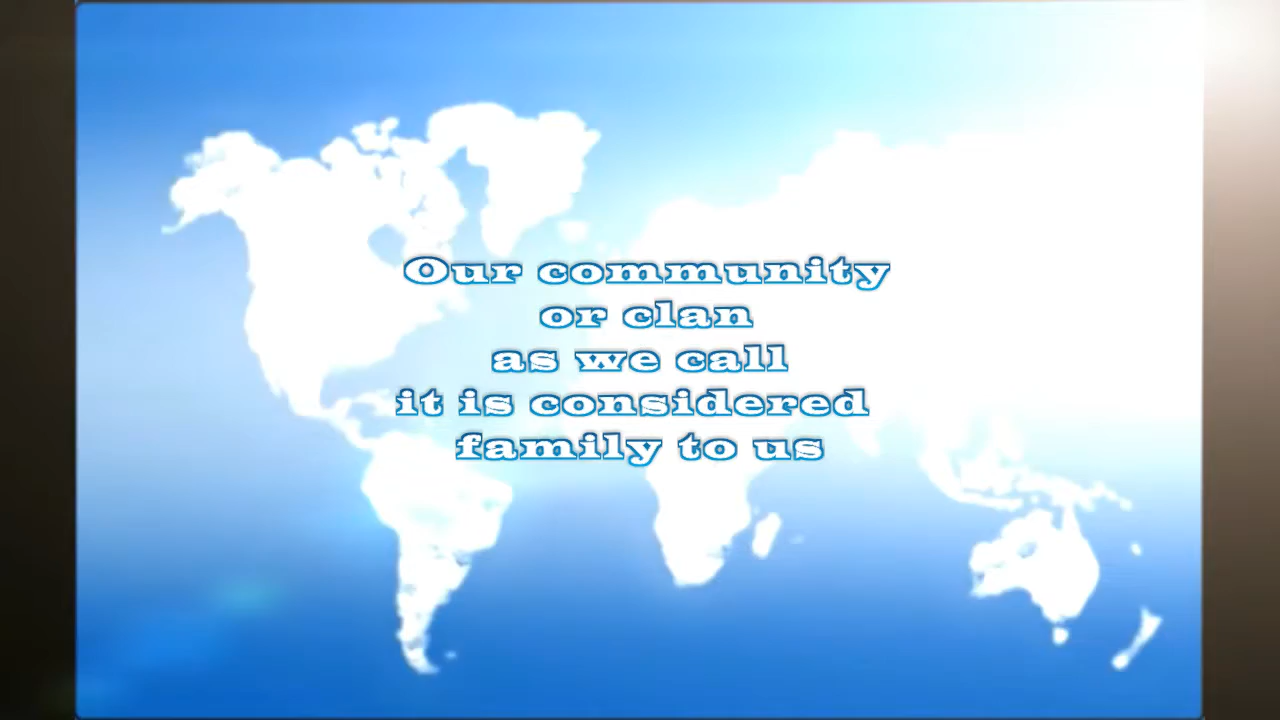 Our community
or clan
as we call
it is considered
family to us